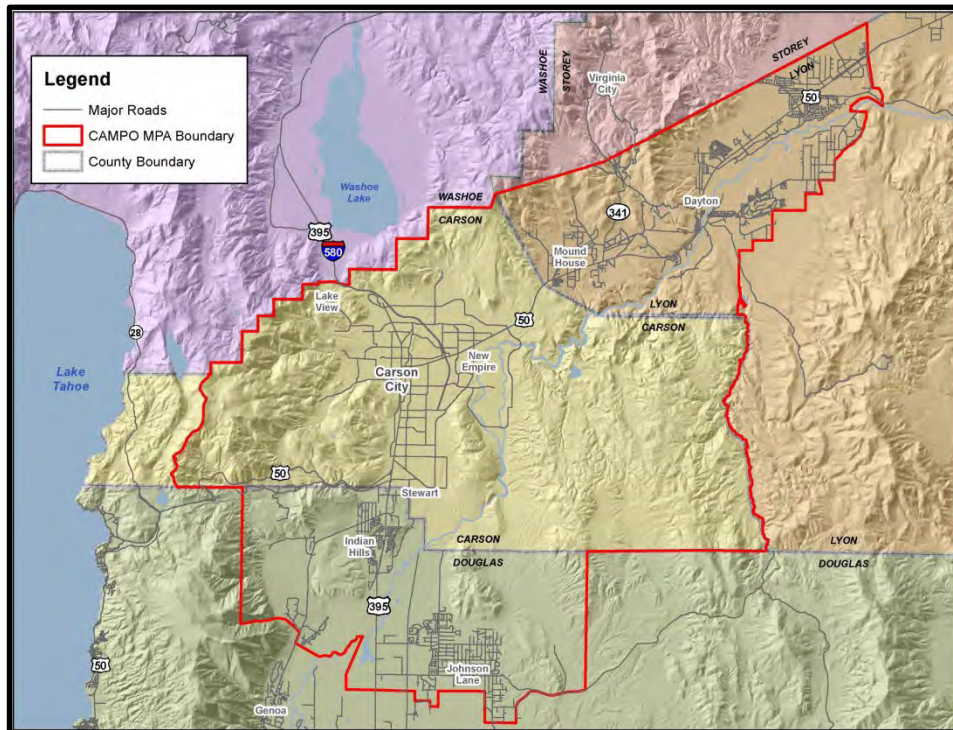 Legend
Major Roads
CAMPO MPA Boundary
County Boundary
WASHOE
STOREY
Virginia
City
STOREY
LYON
50
Washoe
Lake
395
580
WASHOE
CARSON
341
Dayton
Mound
House
Lake
View
28
Lake
Tahoe
50
LYON
CARSON
New
Empire
Carson
City
50
Stewart
Indian
Hills
CARSON
DOUGLAS
LYON
DOUGLAS
395
50
Johnson
Lane
Genoa